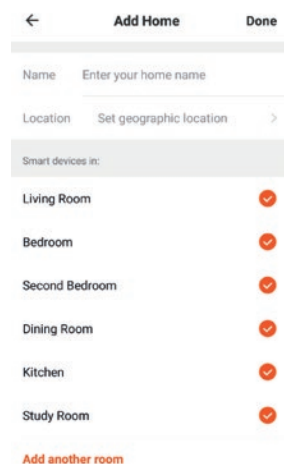 Add Home Done
Name Enter your home name
Location Set geographic location
Smart devices in:
Living Room
Bedroom
Second Bedroom
Dining Room
Kitchen
Study Room
Add another room